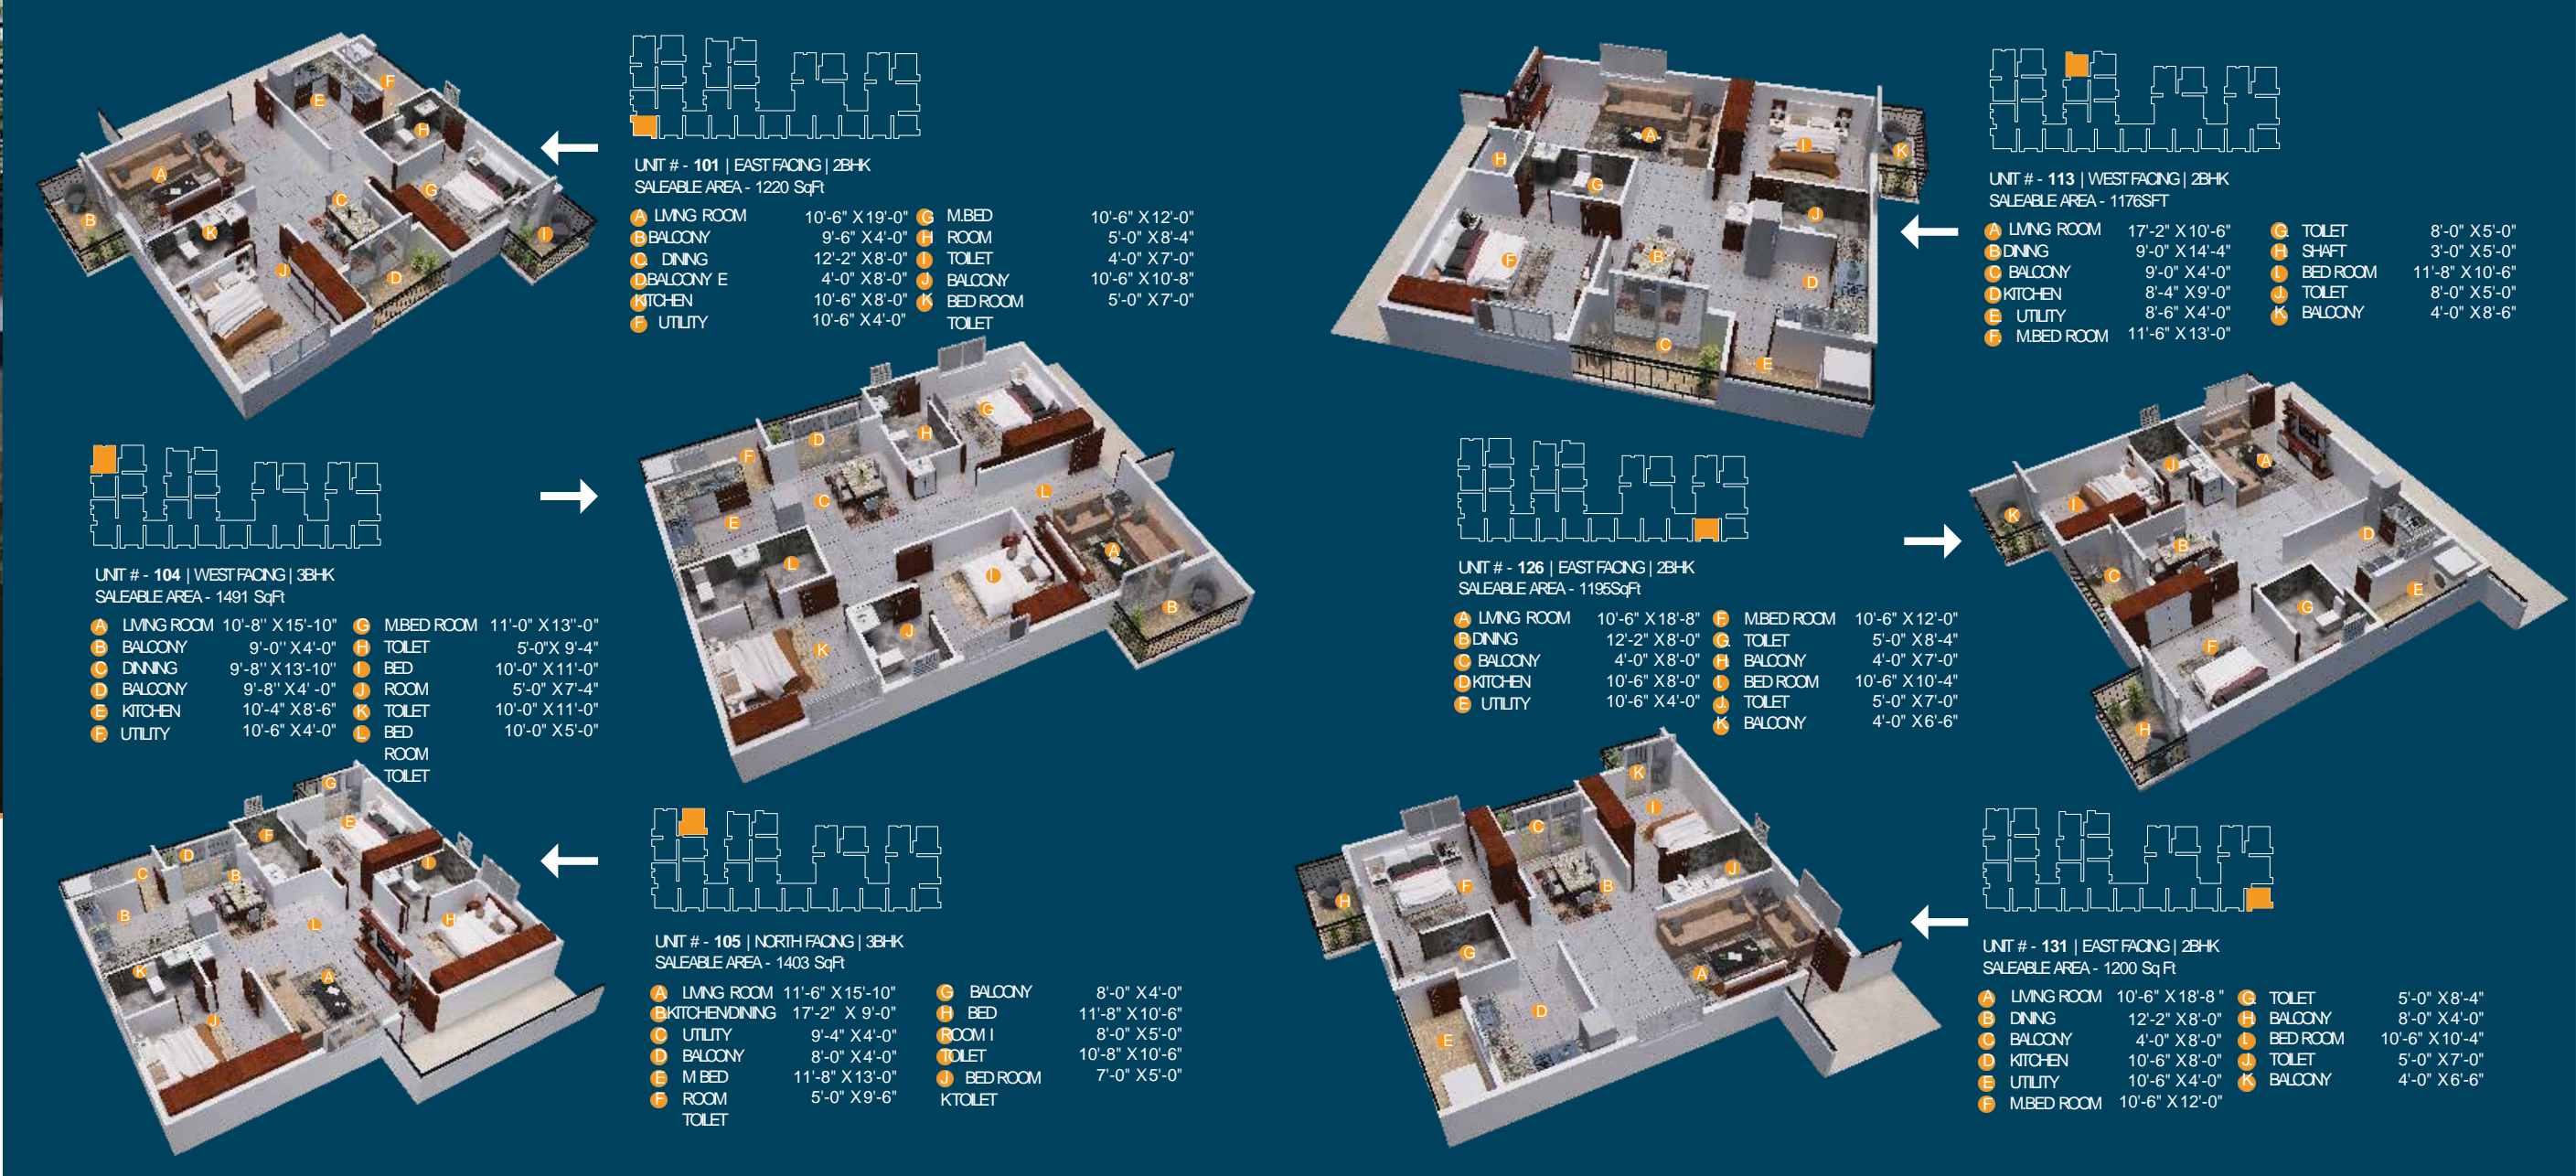 UNIT # - 101 | EAST FACING | 2BHK
SALEABLE AREA - 1220 SqFt
A LIVING ROOM 10'-6" X 19'-0" G M.BED 10'-6" X 12'-0"
B BALCONY 9'-6" X 4'-0" H ROOM 5'-0" X 8'-4"
C. DINING 12'-2" X 8'-0" I TOILET 4'-0" X 7'-0"
D.BALCONY E 4'-0" X 8'-0" J BALCONY 10'-6" X 10'-8"
KITCHEN 10'-6" X 8'-0" K BED ROOM 5'-0" X 7'-0"
F UTILITY 10'-6" X 4'-0" TOILET
A B C D E F G H I J K
UNIT # - 104 | WEST FACING | 3BHK
SALEABLE AREA - 1491 SqFt
A LIVING ROOM 10'-8'' X 15'-10" G M.BED ROOM 11'-0" X 13''-0"
B BALCONY 9'-0'' X 4'-0" H TOILET 5'-0"X 9'-4"
C DINNING 9'-8'' X 13'-10" I BED 10'-0" X 11'-0"
D BALCONY 9'-8'' X 4' -0" J ROOM 5'-0" X 7'-4"
E KITCHEN 10'-4" X 8'-6" K TOILET 10'-0" X 11'-0"
F. UTILITY 10'-6" X 4'-0" L BED 10'-0" X 5'-0"
ROOM
TOILET
A B C D E F G H I J K L L
UNIT # - 105 | NORTH FACING | 3BHK
SALEABLE AREA - 1403 SqFt
A LIVING ROOM 11'-6" X 15'-10" G BALCONY 8'-0" X 4'-0"
B.KITCHEN/DINING 17'-2" X 9'-0" H BED 11'-8" X 10'-6"
C UTILITY 9'-4" X 4'-0" ROOM I 8'-0" X 5'-0"
D BALCONY 8'-0" X 4'-0" TOILET 10'-8" X 10'-6"
E M BED 11'-8" X 13'-0" J BED ROOM 7'-0" X 5'-0"
F ROOM 5'-0" X 9'-6" K TOILET
TOILET
A B B C D E F G H I J K L
UNIT # - 113 | WEST FACING | 2BHK
SALEABLE AREA - 1176SFT
A LIVING ROOM 17'-2" X 10'-6" G. TOILET 8'-0" X 5'-0"
B DINING 9'-0" X 14'-4" H. SHAFT 3'-0" X 5'-0"
C BALCONY 9'-0" X 4'-0" I. BED ROOM 11'-8" X 10'-6"
D KITCHEN 8'-4" X 9'-0" J. TOILET 8'-0" X 5'-0"
E. UTILITY 8'-6" X 4'-0" K. BALCONY 4'-0" X 8'-6"
F. M.BED ROOM 11'-6" X 13'-0"
A B C D E F G H I J K
UNIT # - 126 | EAST FACING | 2BHK
SALEABLE AREA - 1195SqFt
A LIVING ROOM 10'-6" X 18'-8" F. M.BED ROOM 10'-6" X 12'-0"
B DINING 12'-2" X 8'-0" G. TOILET 5'-0" X 8'-4"
C BALCONY 4'-0" X 8'-0" H. BALCONY 4'-0" X 7'-0"
D KITCHEN 10'-6" X 8'-0" I. BED ROOM 10'-6" X 10'-4"
E UTILITY 10'-6" X 4'-0" J. TOILET 5'-0" X 7'-0"
K BALCONY 4'-0" X 6'-6"
A B C D E F G H I J K
UNIT # - 131 | EAST FACING | 2BHK
SALEABLE AREA - 1200 Sq Ft
A LIVING ROOM 10'-6" X 18'-8 " G. TOILET 5'-0" X 8'-4"
B DINING 12'-2" X 8'-0" H BALCONY 8'-0" X 4'-0"
C BALCONY 4'-0" X 8'-0" I. BED ROOM 10'-6" X 10'-4"
D KITCHEN 10'-6" X 8'-0" J. TOILET 5'-0" X 7'-0"
E UTILITY 10'-6" X 4'-0" K BALCONY 4'-0" X 6'-6"
F M.BED ROOM 10'-6" X 12'-0"
A B C D E F G H I J K